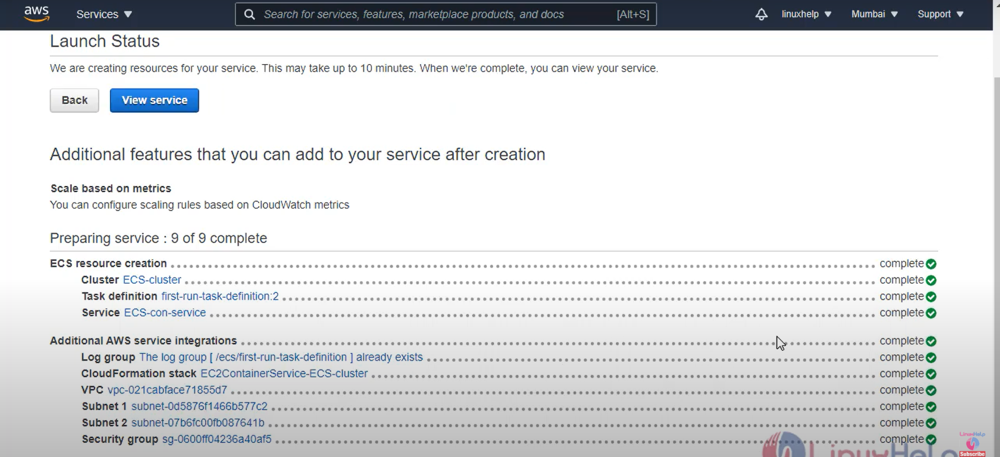 aws Services Search for services, features, marketplace products, and docs [Alt+S] linuxhelp Mumbai Support
Launch Status
We are creating resources for your service. This may take up to 10 minutes. When we're complete, you can view your service.
Back View service
Additional features that you can add to your service after creation
Scale based on metrics
You can configure scaling rules based on CloudWatch metrics
Preparing service : 9 of 9 complete
ECS resource creation complete
Cluster ECS-cluster complete
Task definition first-run-task-definition:2 complete
Service ECS-con-service complete
Additional AWS service integrations complete
Log group The log group [ /ecs/first-run-task-definition ] already exists complete
CloudFormation stack EC2ContainerService-ECS-cluster complete
VPC vpc-021cabface71855d7 complete
Subnet 1 subnet-0d5876f1466b577c2 complete
Subnet 2 subnet-07b6fc00fb087641b complete
Security group sg-0600ff04236a40af5 complete
LinuxHelp
LinuxHelp
Subscribe